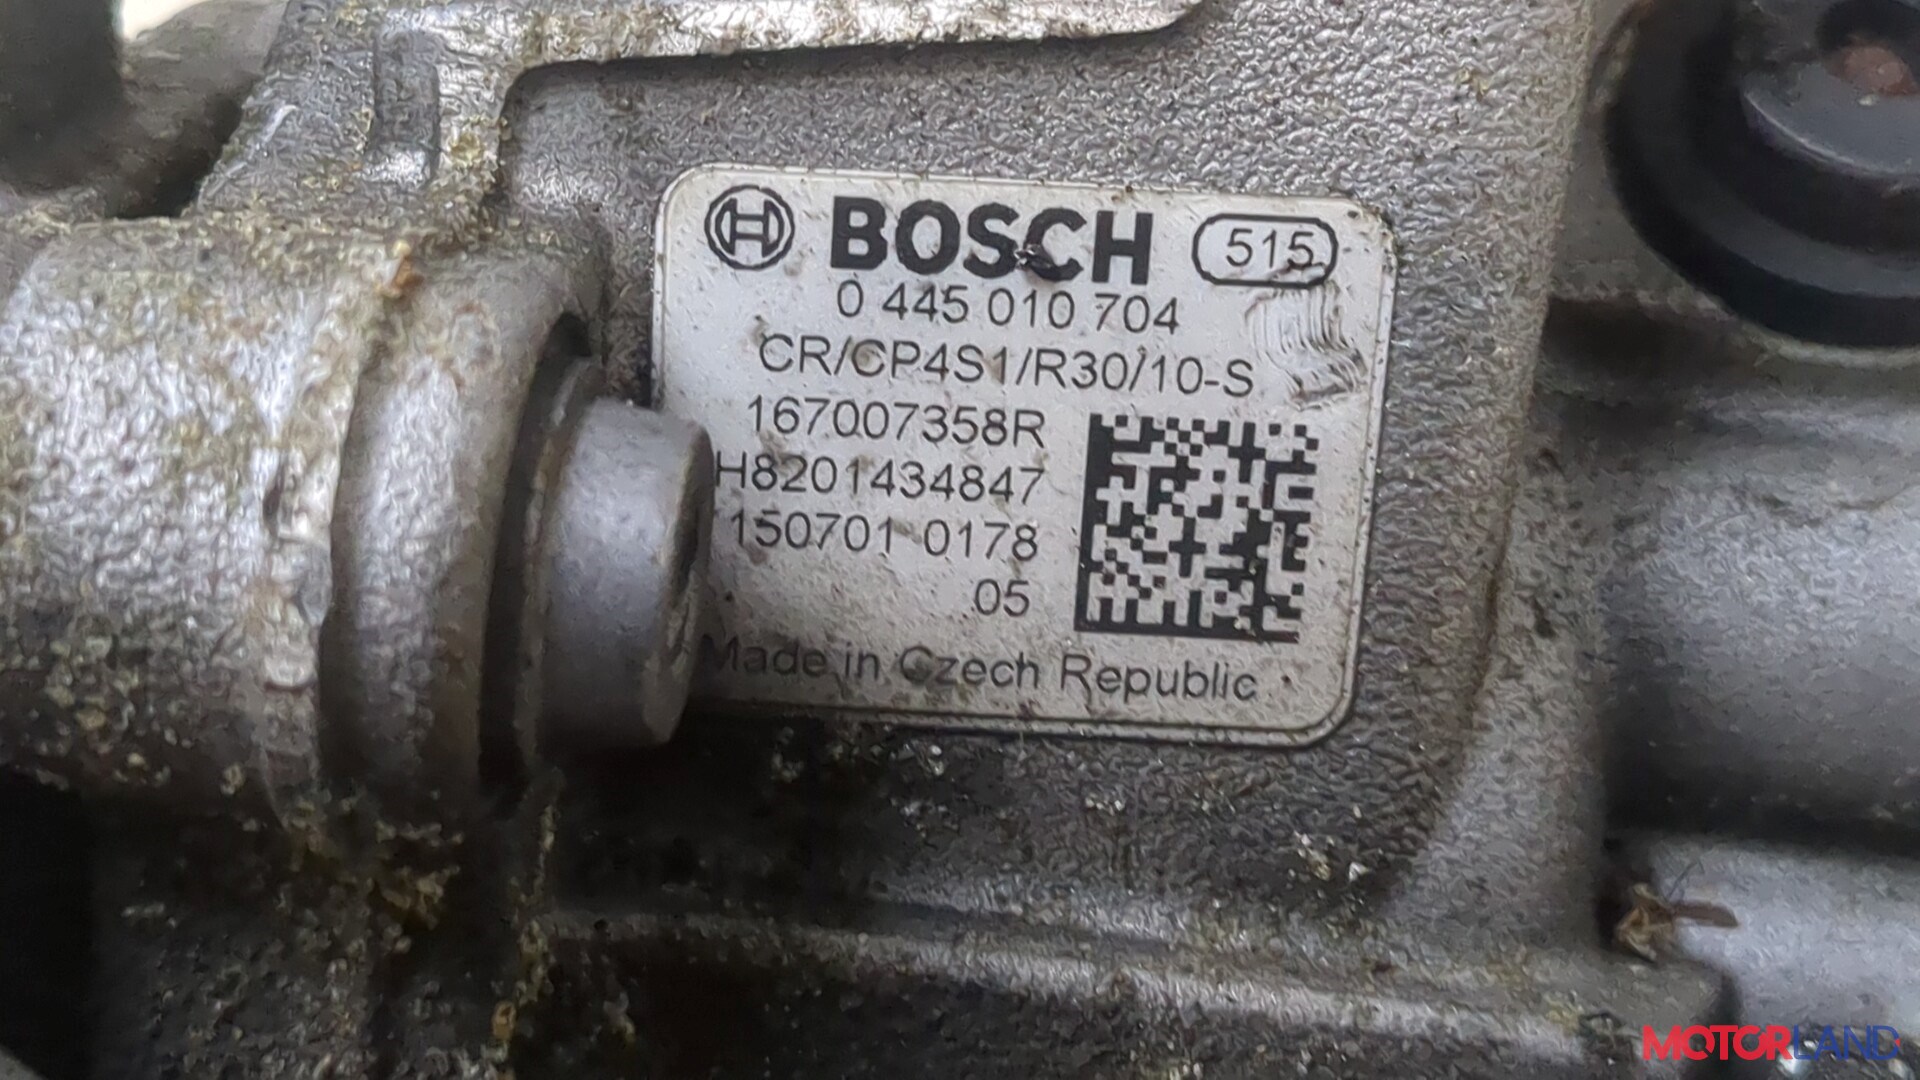 BOSCH 515
0 445 010 704
CR/CP4S1/R30/10-S
167007358R
H8201434847
150701 0178
05
Made in Czech Republic
MOTORLAND